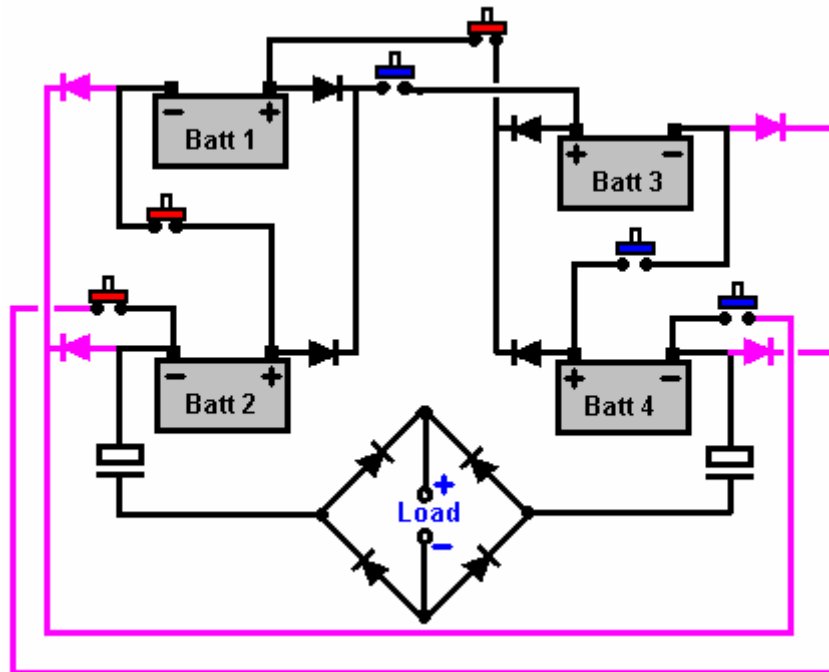 - +
Batt 1
+ -
Batt 3
- +
Batt 2
+ -
Batt 4
+
Load
-